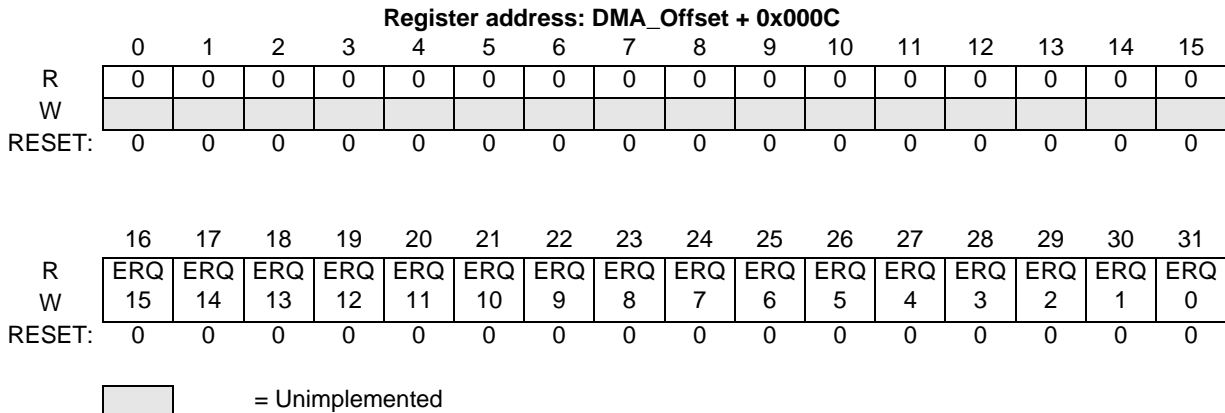 Register address: DMA_Offset + 0x000C
0 1 2 3 4 5 6 7 8 9 10 11 12 13 14 15
R 0 0 0 0 0 0 0 0 0 0 0 0 0 0 0 0
W
RESET: 0 0 0 0 0 0 0 0 0 0 0 0 0 0 0 0
16 17 18 19 20 21 22 23 24 25 26 27 28 29 30 31
R ERQ ERQ ERQ ERQ ERQ ERQ ERQ ERQ ERQ ERQ ERQ ERQ ERQ ERQ ERQ ERQ
W 15 14 13 12 11 10 9 8 7 6 5 4 3 2 1 0
RESET: 0 0 0 0 0 0 0 0 0 0 0 0 0 0 0 0
= Unimplemented